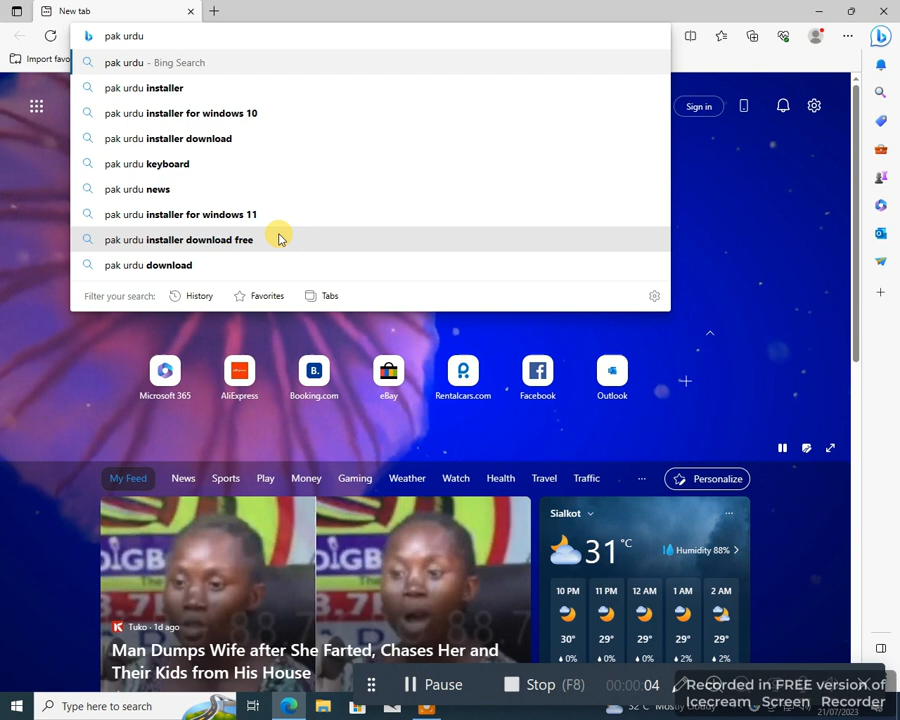 New tab
pak urdu
Import favo
pak urdu - Bing Search
pak urdu installer
pak urdu installer for windows 10
pak urdu installer download
pak urdu keyboard
pak urdu news
pak urdu installer for windows 11
pak urdu installer download free
pak urdu download
Filter your search: History Favorites Tabs
Sign in
Microsoft 365 AliExpress Booking.com eBay Rentalcars.com Facebook Outlook
My Feed News Sports Play Money Gaming Weather Watch Health Travel Traffic ... Personalize
Sialkot
31 °C Humidity 88%
10 PM 11 PM 12 AM 1 AM 2 AM
30° 29° 29° 29° 29°
0% 0% 0% 2% 2%
Tuko · 1d ago
Man Dumps Wife after She Farted, Chases Her and
Their Kids from His House
Pause Stop (F8) 00:00:04
Recorded in FREE version of
Icecream Screen Recorder
Type here to search
21/07/2023